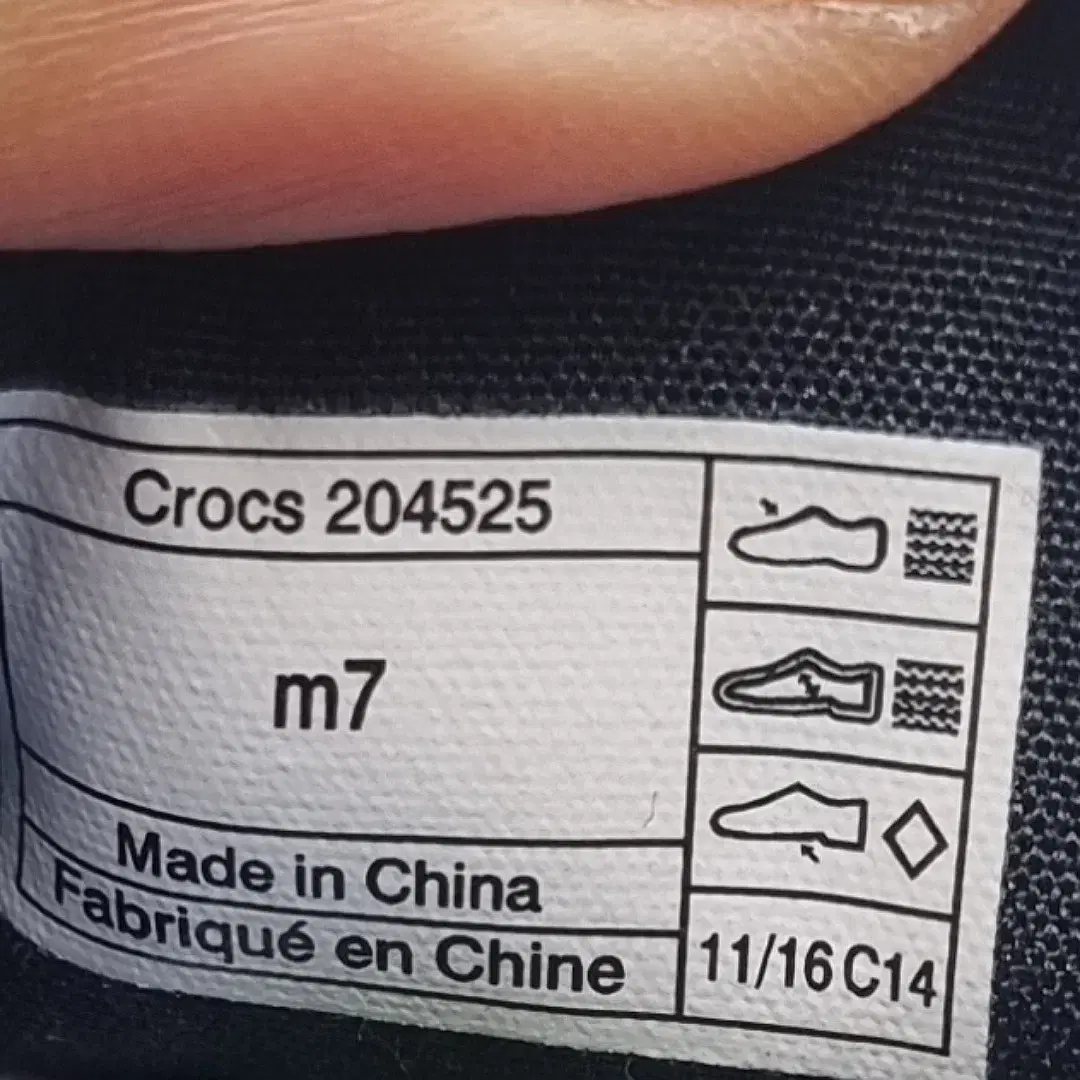 Crocs 204525
m7
Made in China
Fabriqué en Chine
11/16 C14